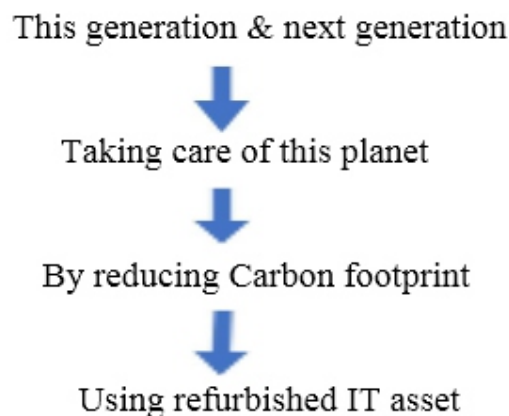 This generation & next generation
Taking care of this planet
By reducing Carbon footprint
Using refurbished IT asset